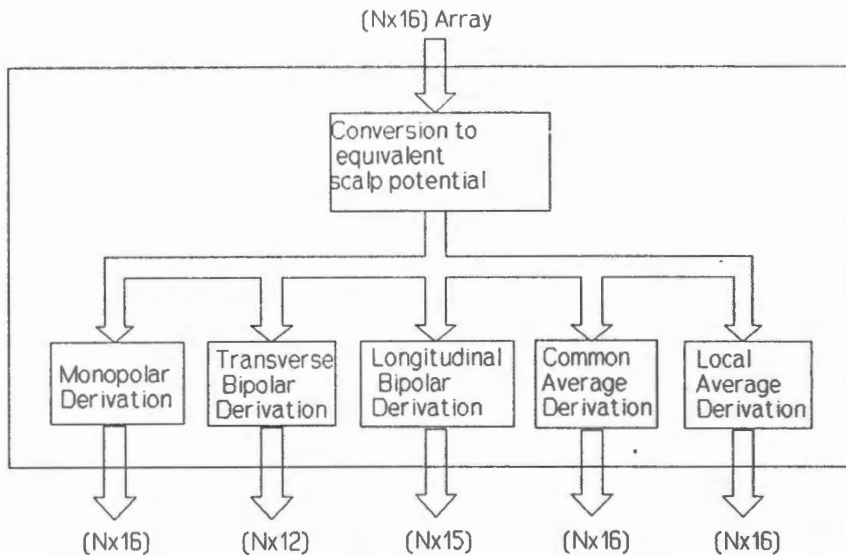 (Nx16) Array
Conversion to
equivalent
scalp potential
Monopolar
Derivation
Transverse
Bipolar
Derivation
Longitudinal
Bipolar
Derivation
Common
Average
Derivation
Local
Average
Derivation
(Nx16)
(Nx12)
(Nx15)
(Nx16)
(Nx16)